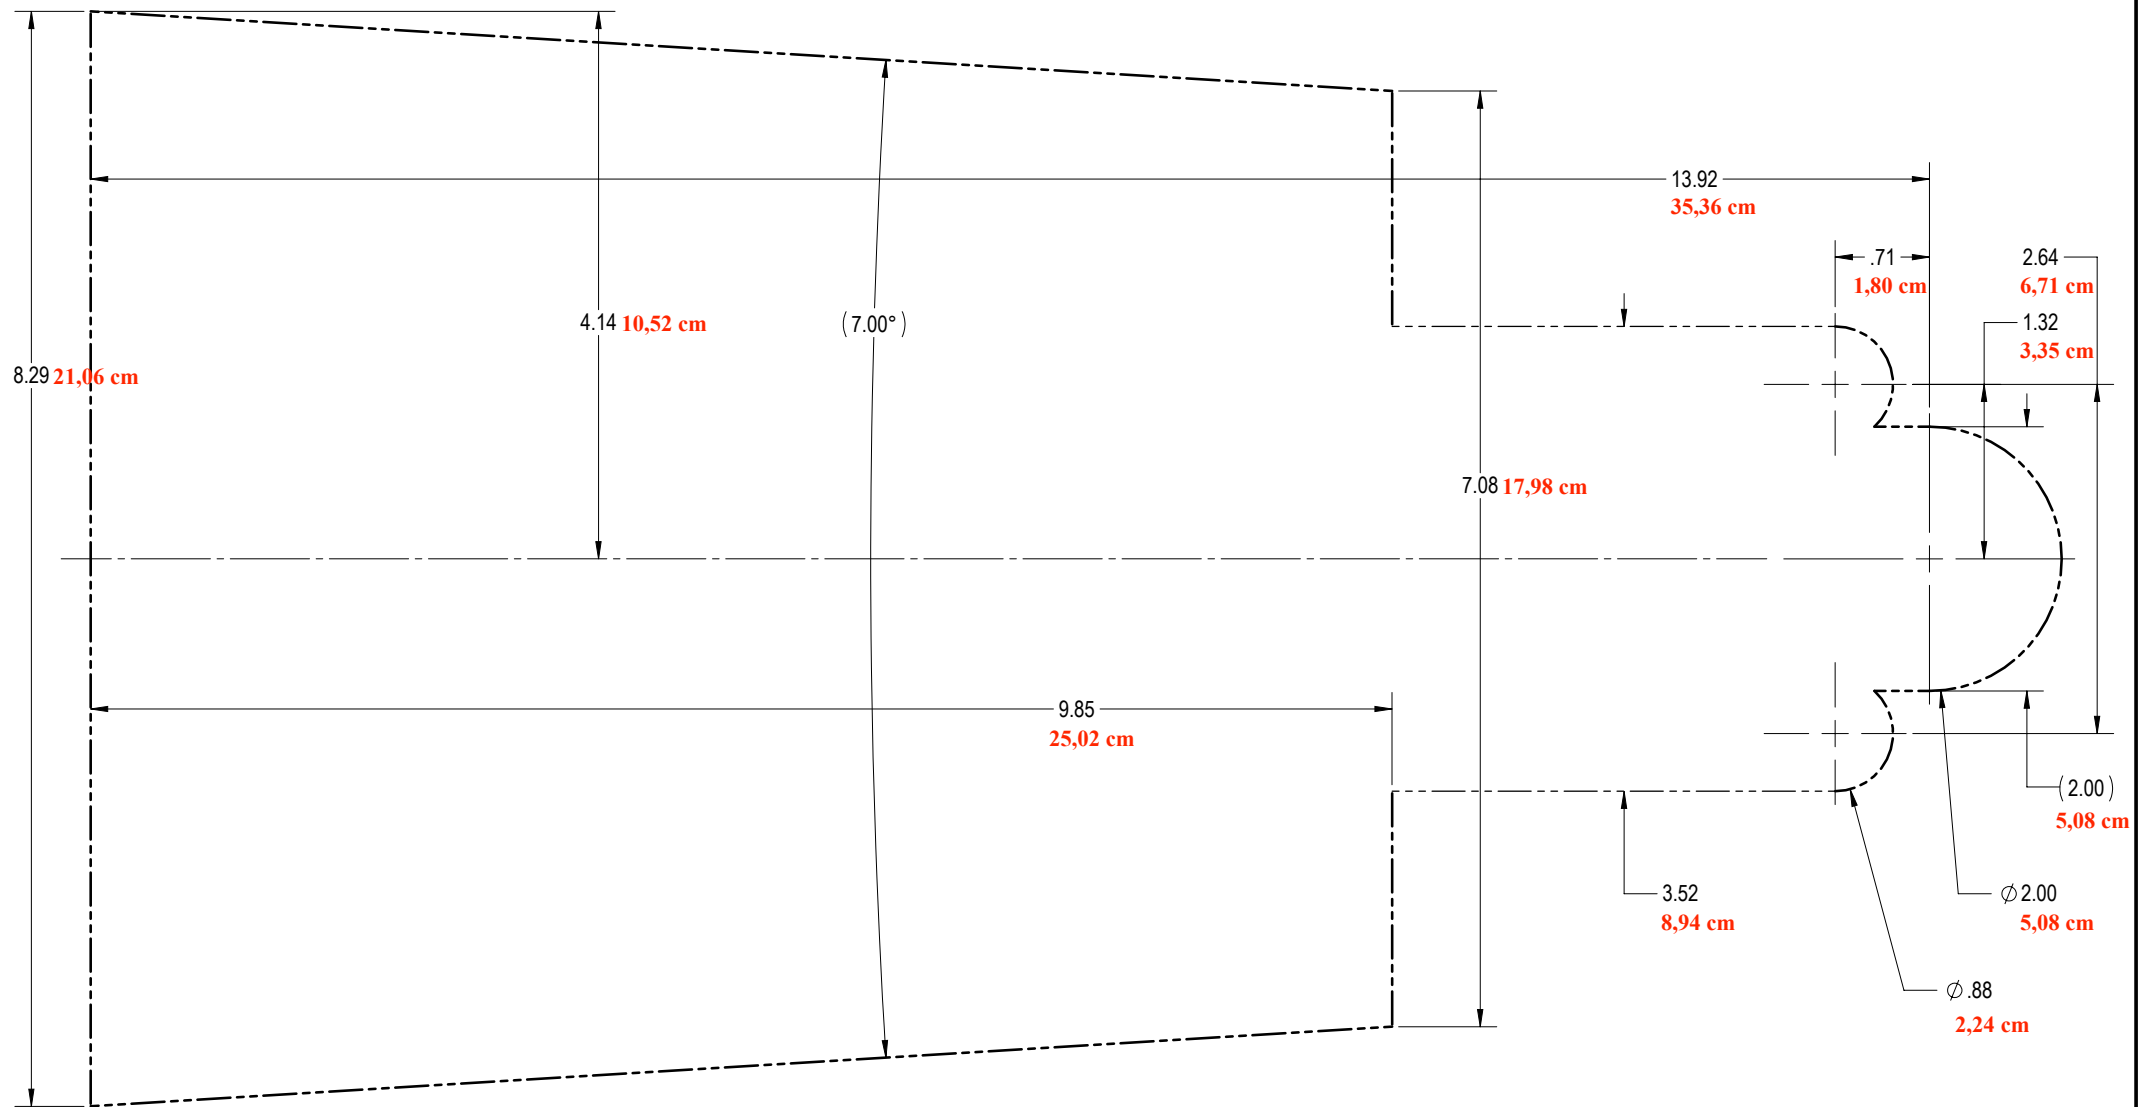 13.92
35,36 cm
.71
1,80 cm
2.64
6,71 cm
4.14 10,52 cm
(7.00°)
1.32
3,35 cm
8.29 21,06 cm
7.08 17,98 cm
9.85
25,02 cm
(2.00)
5,08 cm
3.52
8,94 cm
∅2.00
5,08 cm
∅.88
2,24 cm